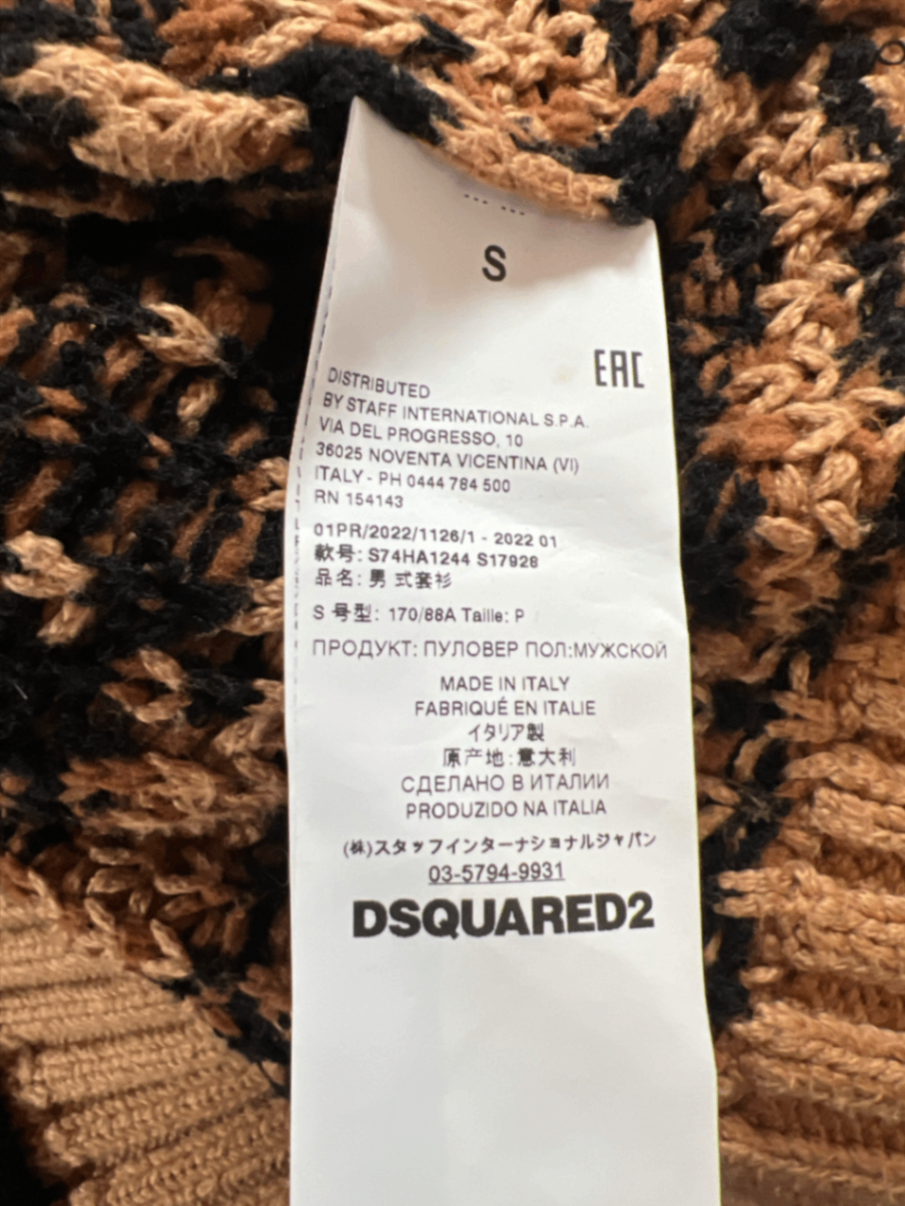 S
EAC
DISTRIBUTED
BY STAFF INTERNATIONAL S.P.A.
VIA DEL PROGRESSO, 10
36025 NOVENTA VICENTINA (VI)
ITALY - PH 0444 784 500
RN 154143
01PR/2022/1126/1 - 2022 01
款号: S74HA1244 S17928
品名: 男 式套衫
S 号型: 170/88A Taille: P
ПРОДУКТ: ПУЛОВЕР ПОЛ:МУЖСКОЙ
MADE IN ITALY
FABRIQUÉ EN ITALIE
イタリア製
原产地:意大利
СДЕЛАНО В ИТАЛИИ
PRODUZIDO NA ITALIA
(株)スタッフインターナショナルジャパン
03-5794-9931
DSQUARED2